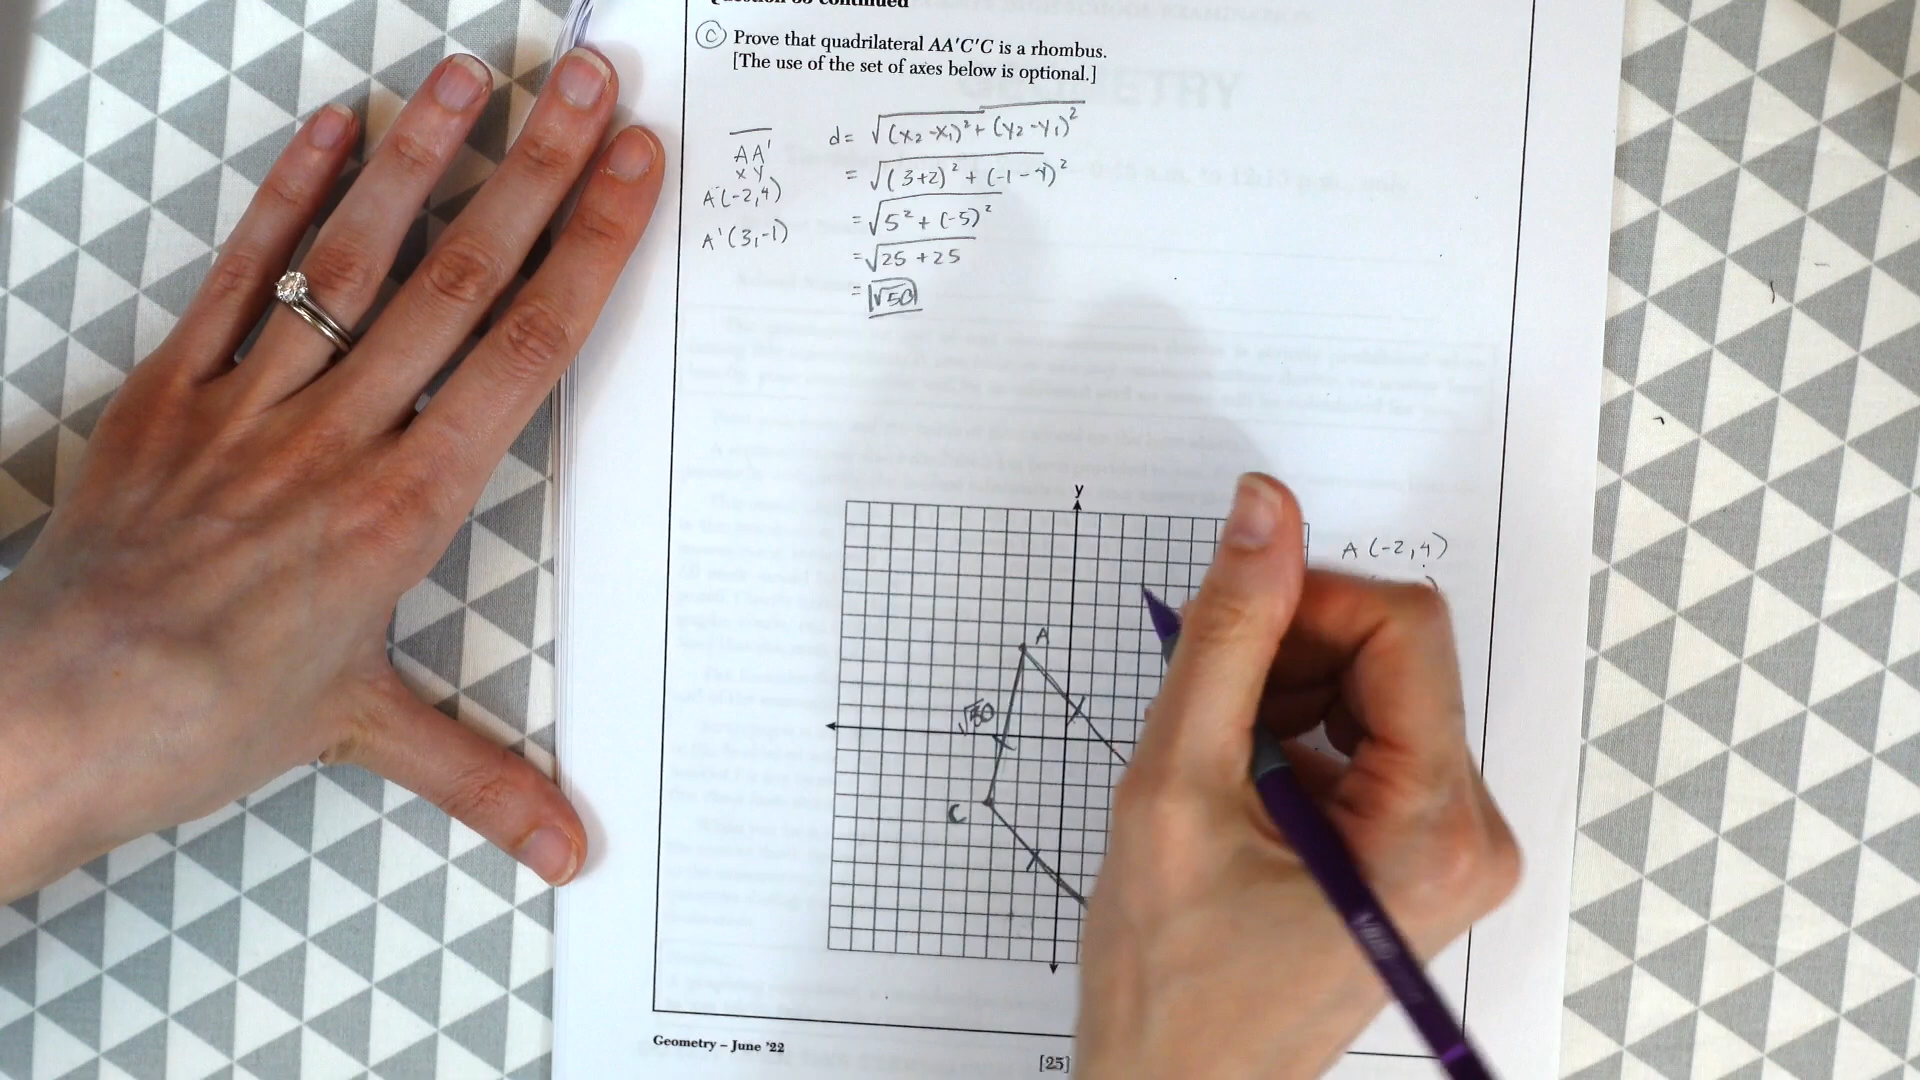 Question 35 continued
C Prove that quadrilateral AA'C'C is a rhombus.
[The use of the set of axes below is optional.]
AA'
x y
A(-2,4)
A'(3,-1)
d= √(x₂-x₁)²+(y₂-y₁)²
= √(3+2)²+(-1-4)²
= √5²+(-5)²
= √25+25
= √50
y
A (-2,4)
A
√50
C
Geometry – June '22
[25]